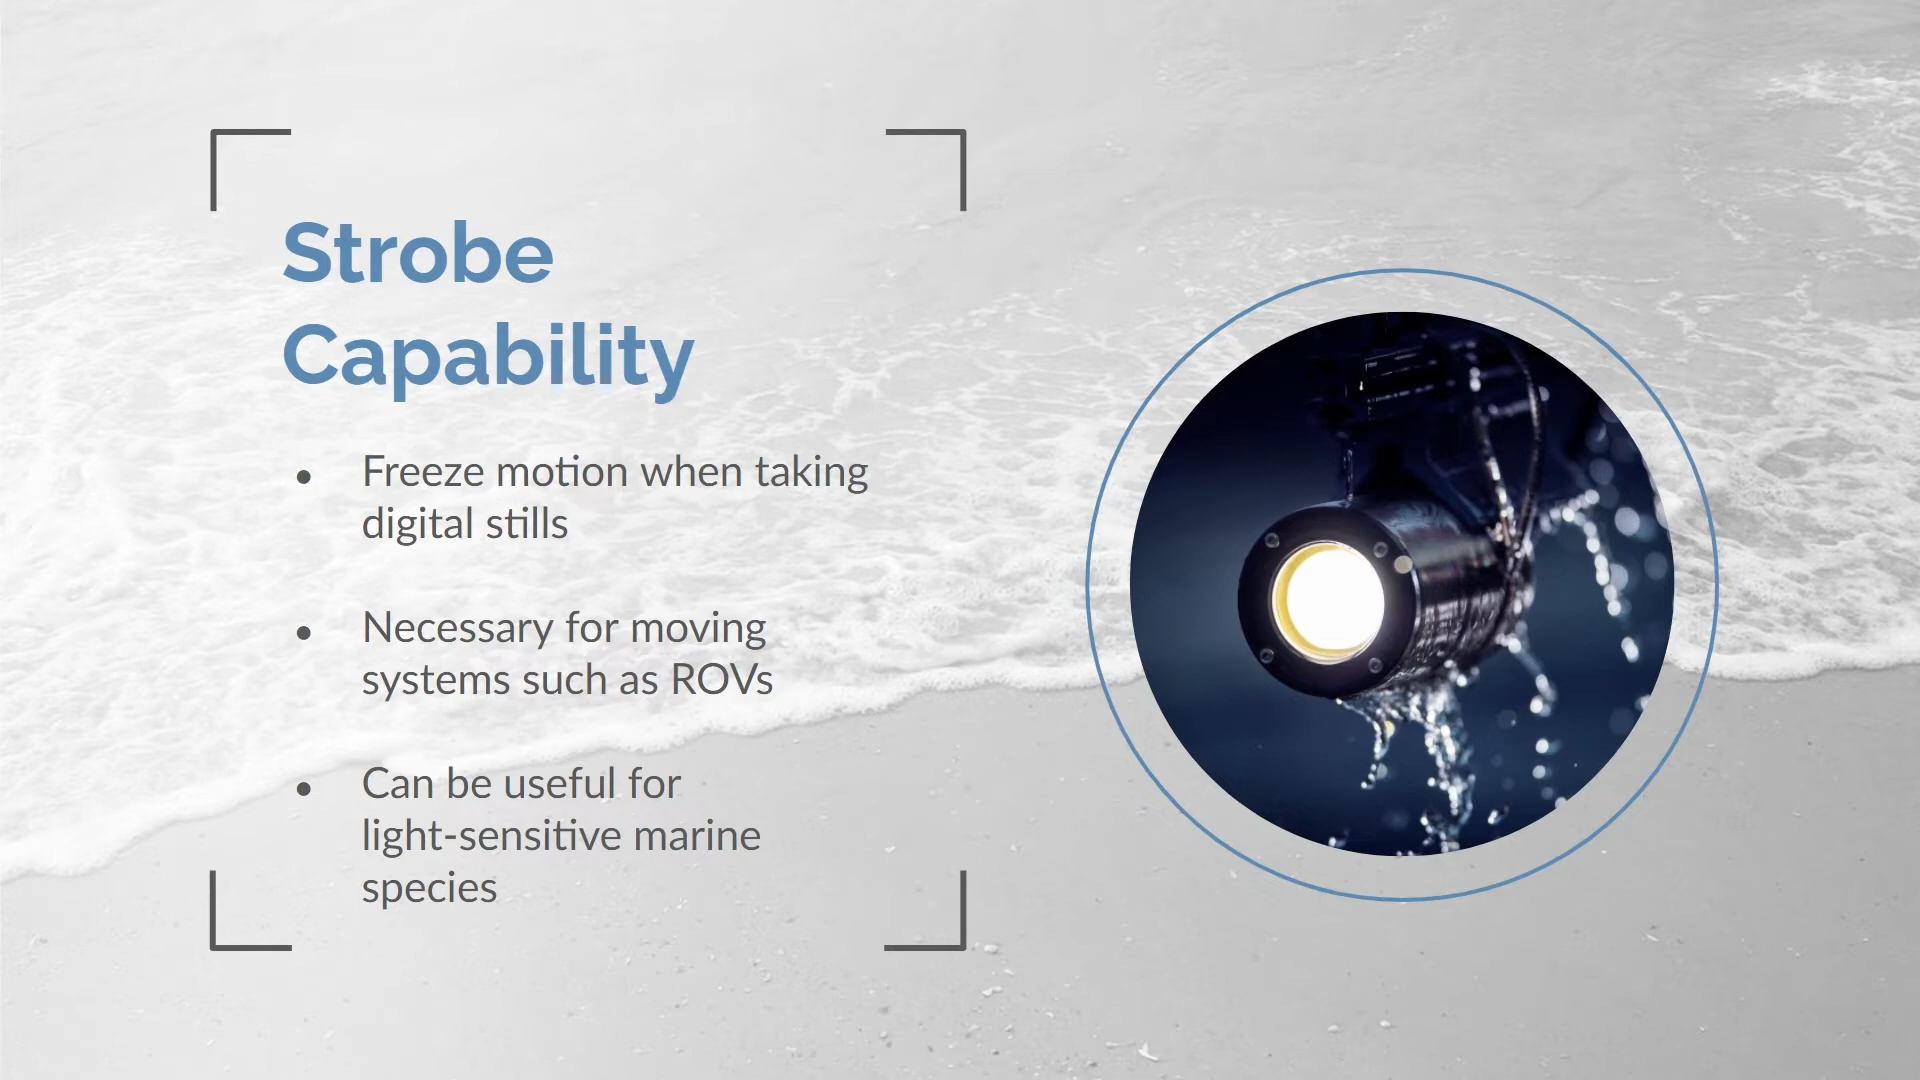 Strobe
Capability
● Freeze motion when taking
digital stills
● Necessary for moving
systems such as ROVs
● Can be useful for
light-sensitive marine
species